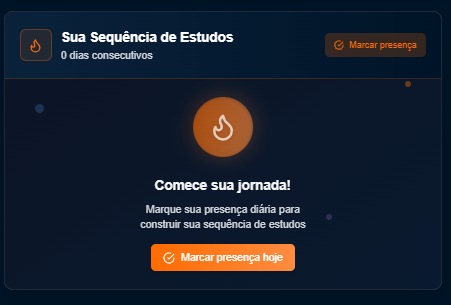 Sua Sequência de Estudos
0 dias consecutivos
Marcar presença
Comece sua jornada!
Marque sua presença diária para
construir sua sequência de estudos
Marcar presença hoje